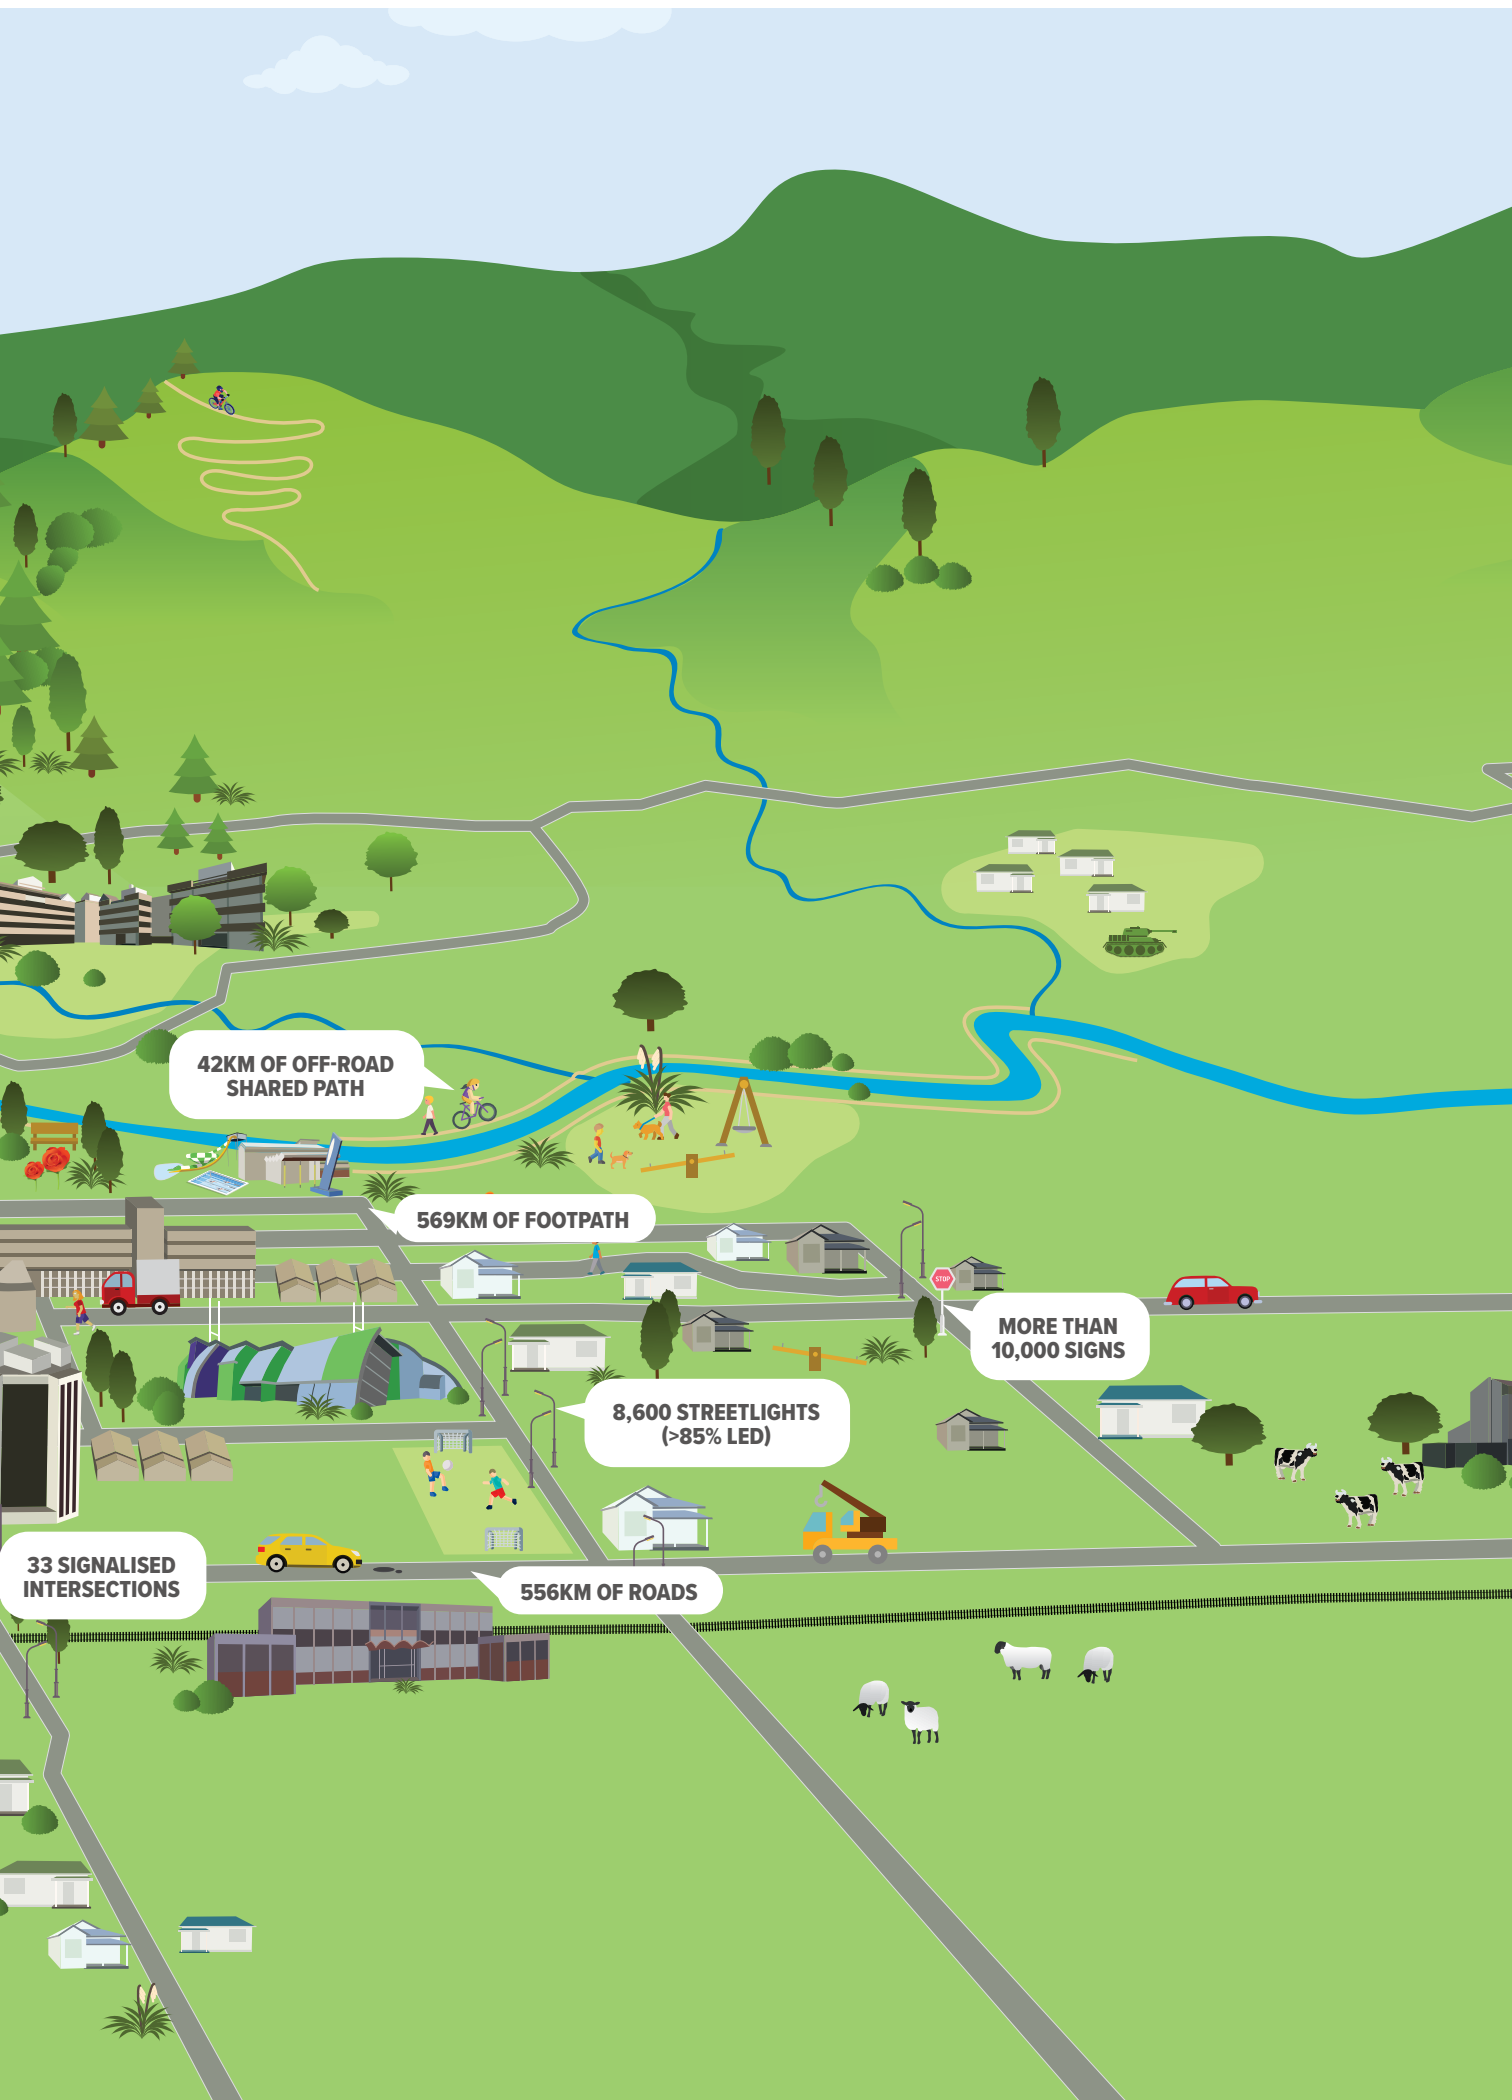 42KM OF OFF-ROAD
SHARED PATH
569KM OF FOOTPATH
STOP
MORE THAN
10,000 SIGNS
8,600 STREETLIGHTS
(>85% LED)
33 SIGNALISED
INTERSECTIONS
556KM OF ROADS